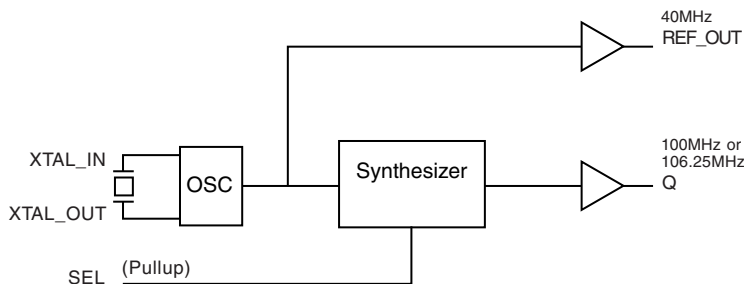 40MHz
REF_OUT
XTAL_IN
OSC
XTAL_OUT
Synthesizer
100MHz or
106.25MHz
Q
SEL (Pullup)